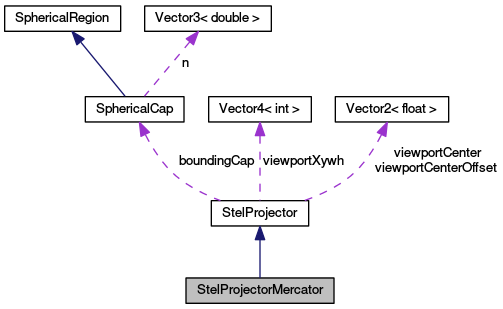 SphericalRegion
Vector3< double >
n
SphericalCap
Vector4< int >
Vector2< float >
boundingCap
viewportXywh
viewportCenter
viewportCenterOffset
StelProjector
StelProjectorMercator